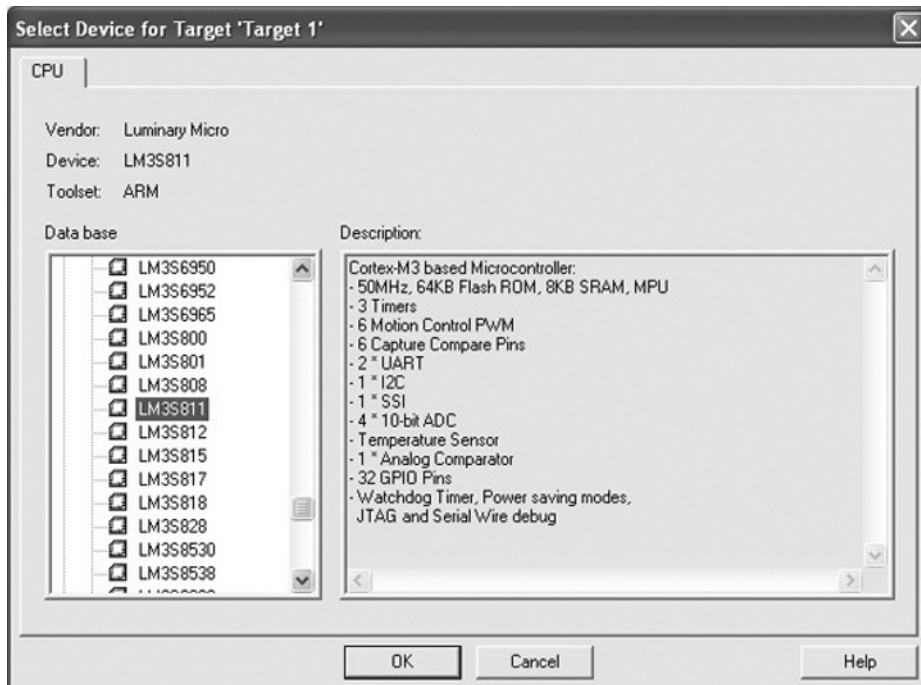 Select Device for Target 'Target 1'
CPU
Vendor: Luminary Micro
Device: LM3S811
Toolset: ARM
Data base
LM3S6950
LM3S6952
LM3S6965
LM3S800
LM3S801
LM3S808
LM3S811
LM3S812
LM3S815
LM3S817
LM3S818
LM3S828
LM3S8530
LM3S8538
Description:
Cortex-M3 based Microcontroller:
- 50MHz, 64KB Flash ROM, 8KB SRAM, MPU
- 3 Timers
- 6 Motion Control PWM
- 6 Capture Compare Pins
- 2 * UART
- 1 * I2C
- 1 * SSI
- 4 * 10-bit ADC
- Temperature Sensor
- 1 * Analog Comparator
- 32 GPIO Pins
- Watchdog Timer, Power saving modes,
JTAG and Serial Wire debug
OK
Cancel
Help